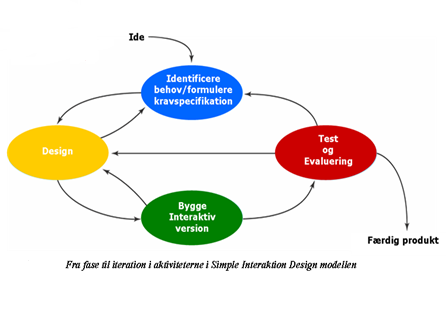 Ide
Identificere
behov/formulere
kravspecifikation
Design
Test
og
Evaluering
Bygge
Interaktiv
version
Færdig produkt
Fra fase til iteration i aktiviteterne i Simple Interaktion Design modellen